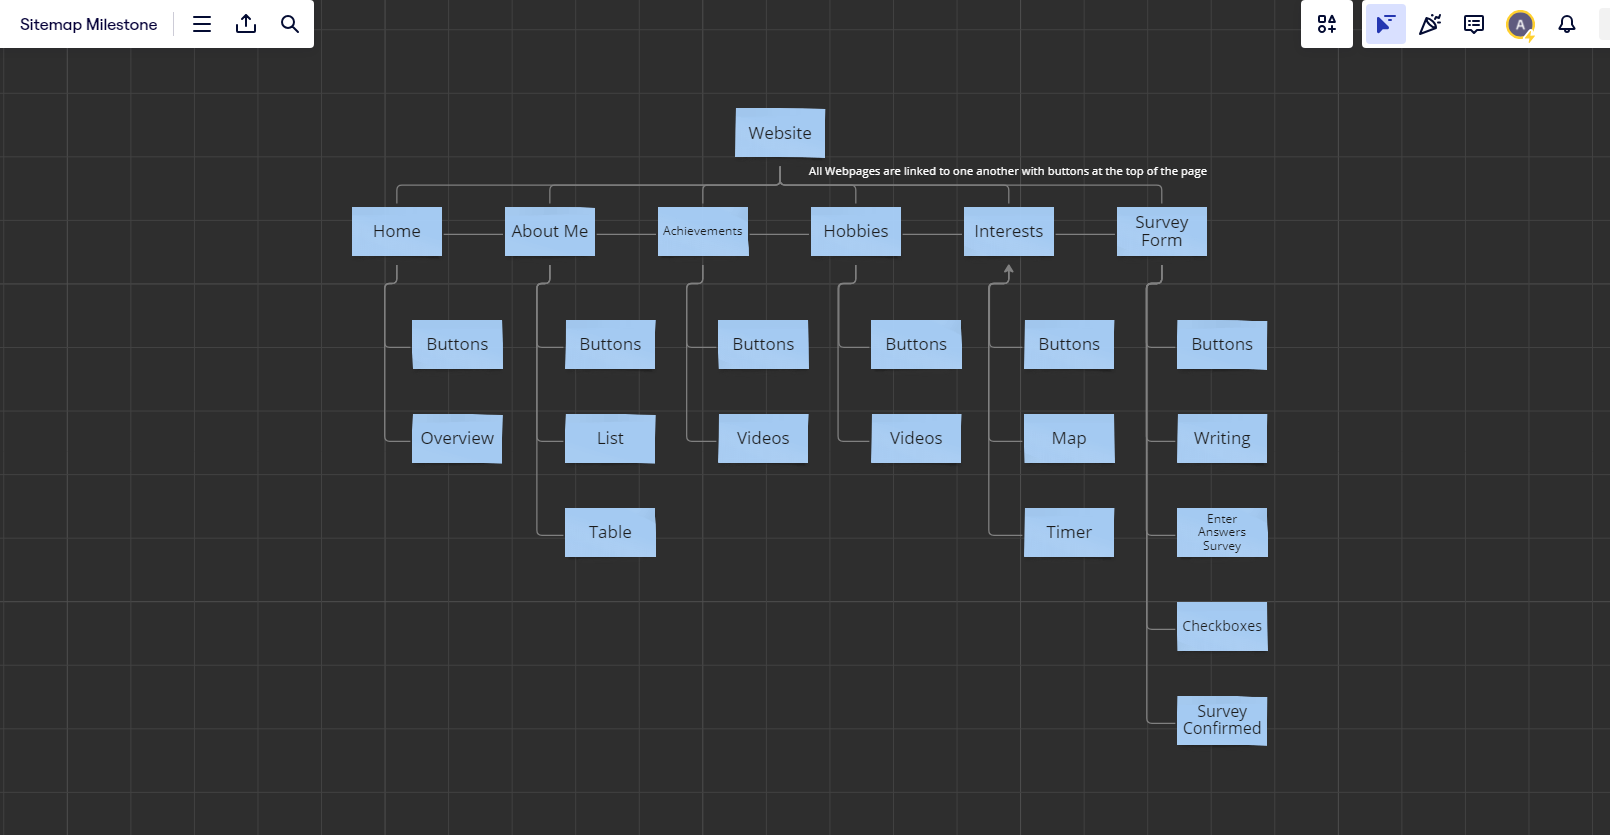 Sitemap Milestone
A
Website
All Webpages are linked to one another with buttons at the top of the page
Home
About Me
Achievements
Hobbies
Interests
Survey
Form
Buttons
Buttons
Buttons
Buttons
Buttons
Buttons
Overview
List
Videos
Videos
Map
Writing
Table
Timer
Enter
Answers
Survey
Checkboxes
Survey
Confirmed